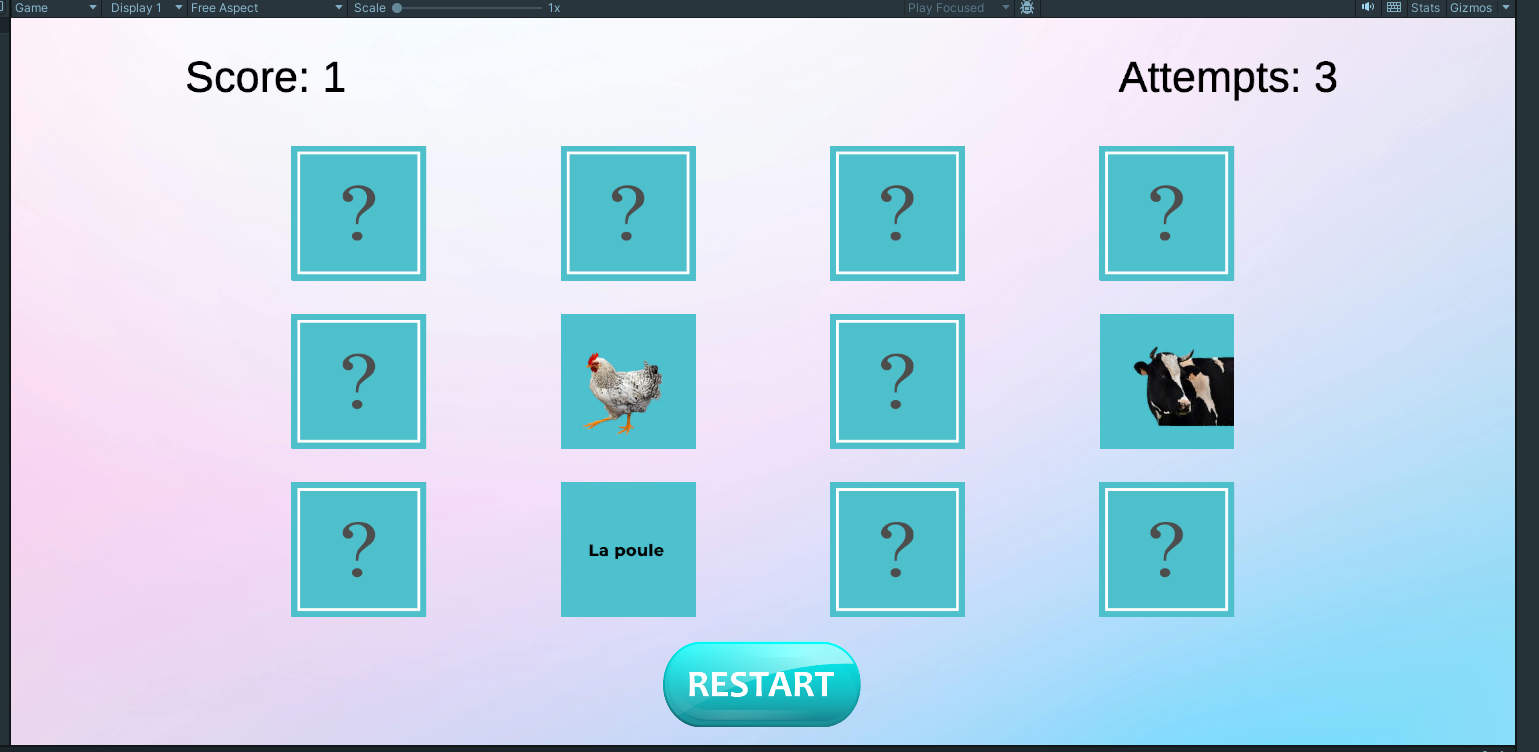 Game Display 1 Free Aspect Scale 1x Play Focused Stats Gizmos
Score: 1 Attempts: 3
? ? ? ?
? ?
? La poule ? ?
RESTART